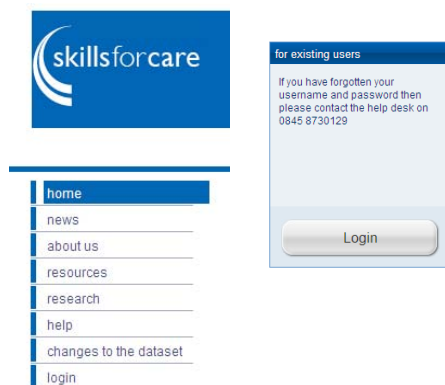 skillsforcare
for existing users
If you have forgotten your
username and password then
please contact the help desk on
0845 8730129
Login
home
news
about us
resources
research
help
changes to the dataset
login